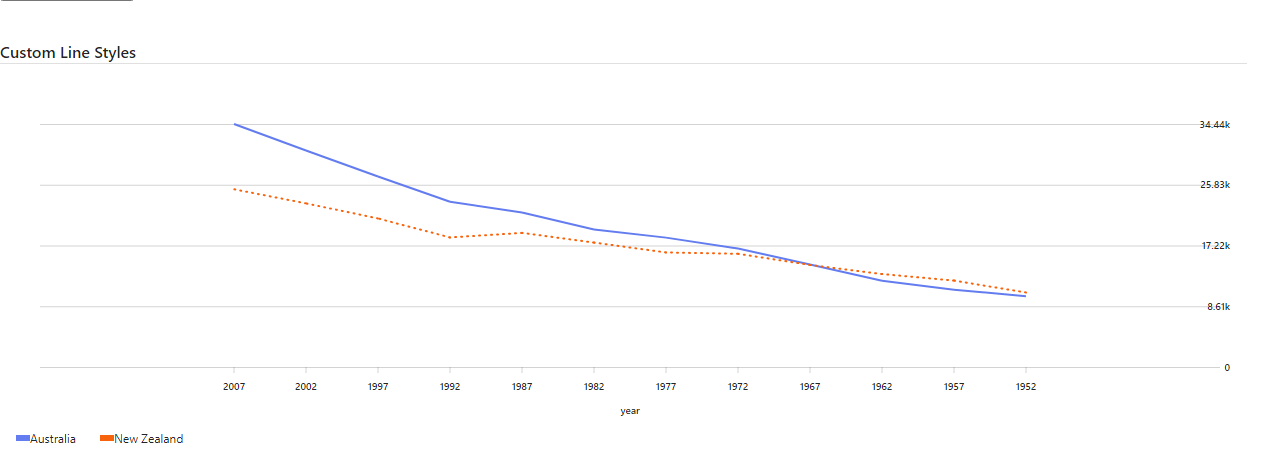 Custom Line Styles
34.44k
25.83k
17.22k
8.61k
0
2007 2002 1997 1992 1987 1982 1977 1972 1967 1962 1957 1952
year
Australia New Zealand